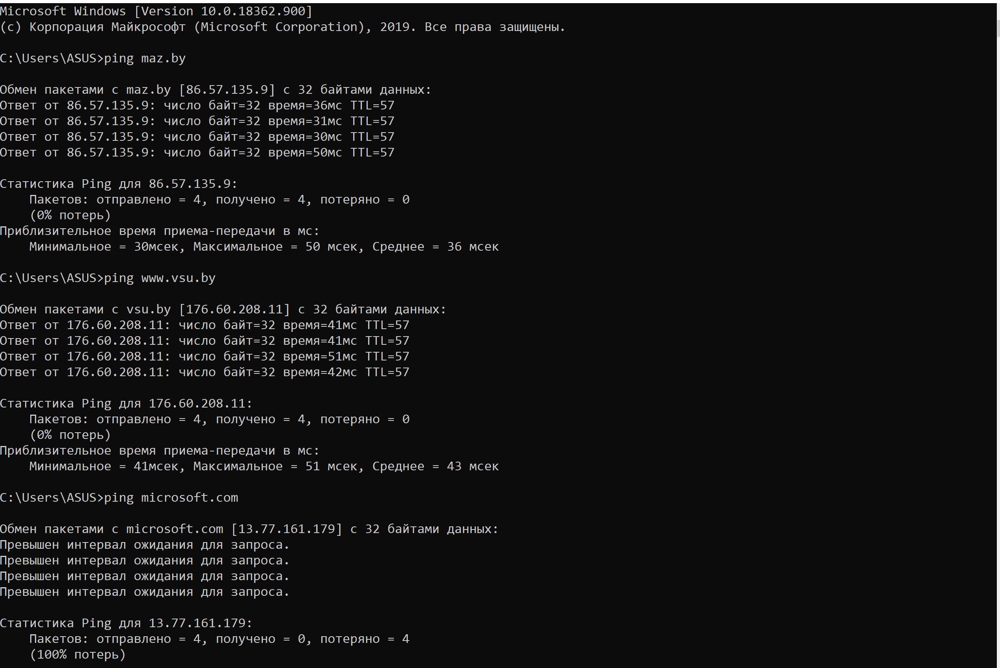 Microsoft Windows [Version 10.0.18362.900]
(c) Корпорация Майкрософт (Microsoft Corporation), 2019. Все права защищены.
C:\Users\ASUS>ping maz.by
Обмен пакетами с maz.by [86.57.135.9] с 32 байтами данных:
Ответ от 86.57.135.9: число байт=32 время=36мс TTL=57
Ответ от 86.57.135.9: число байт=32 время=31мс TTL=57
Ответ от 86.57.135.9: число байт=32 время=30мс TTL=57
Ответ от 86.57.135.9: число байт=32 время=50мс TTL=57
Статистика Ping для 86.57.135.9:
    Пакетов: отправлено = 4, получено = 4, потеряно = 0
    (0% потерь)
Приблизительное время приема-передачи в мс:
    Минимальное = 30мсек, Максимальное = 50 мсек, Среднее = 36 мсек
C:\Users\ASUS>ping www.vsu.by
Обмен пакетами с vsu.by [176.60.208.11] с 32 байтами данных:
Ответ от 176.60.208.11: число байт=32 время=41мс TTL=57
Ответ от 176.60.208.11: число байт=32 время=41мс TTL=57
Ответ от 176.60.208.11: число байт=32 время=51мс TTL=57
Ответ от 176.60.208.11: число байт=32 время=42мс TTL=57
Статистика Ping для 176.60.208.11:
    Пакетов: отправлено = 4, получено = 4, потеряно = 0
    (0% потерь)
Приблизительное время приема-передачи в мс:
    Минимальное = 41мсек, Максимальное = 51 мсек, Среднее = 43 мсек
C:\Users\ASUS>ping microsoft.com
Обмен пакетами с microsoft.com [13.77.161.179] с 32 байтами данных:
Превышен интервал ожидания для запроса.
Превышен интервал ожидания для запроса.
Превышен интервал ожидания для запроса.
Превышен интервал ожидания для запроса.
Статистика Ping для 13.77.161.179:
    Пакетов: отправлено = 4, получено = 0, потеряно = 4
    (100% потерь)